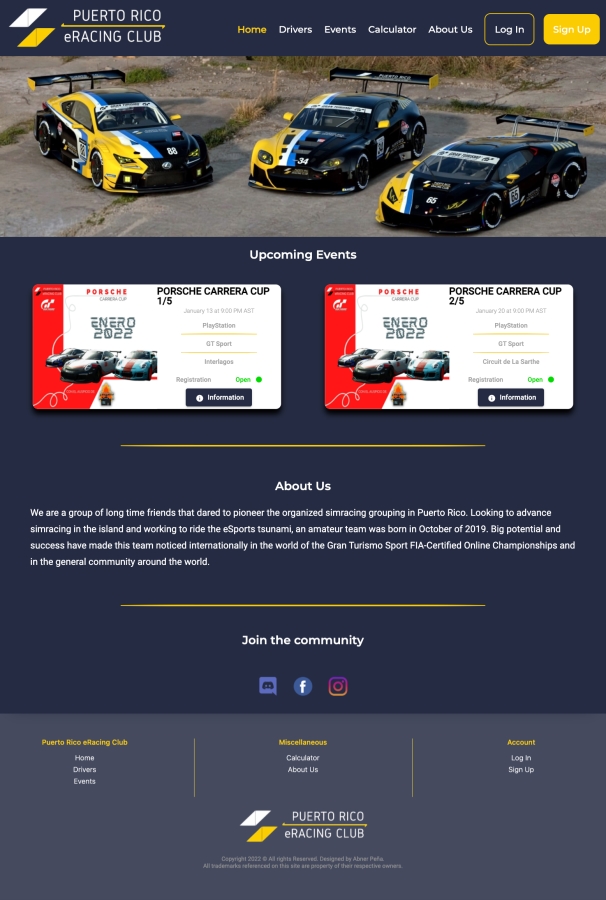 PUERTO RICO
eRACING CLUB
Home Drivers Events Calculator About Us Log In Sign Up
PUERTO RICO
88
34
65
Upcoming Events
PORSCHE
CARRERA CUP
ENERO
2022
PORSCHE CARRERA CUP
1/5
January 13 at 9:00 PM AST
PlayStation
GT Sport
Interlagos
Registration Open
Information
PORSCHE
CARRERA CUP
ENERO
2022
PORSCHE CARRERA CUP
2/5
January 20 at 9:00 PM AST
PlayStation
GT Sport
Circuit de La Sarthe
Registration Open
Information
About Us
We are a group of long time friends that dared to pioneer the organized simracing grouping in Puerto Rico. Looking to advance
simracing in the island and working to ride the eSports tsunami, an amateur team was born in October of 2019. Big potential and
success have made this team noticed internationally in the world of the Gran Turismo Sport FIA-Certified Online Championships and
in the general community around the world.
Join the community
Puerto Rico eRacing Club
Home
Drivers
Events
Miscellaneous
Calculator
About Us
Account
Log In
Sign Up
PUERTO RICO
eRACING CLUB
Copyright 2022 © All rights Reserved. Designed by Abner Peña.
All trademarks referenced on this site are property of their respective owners.